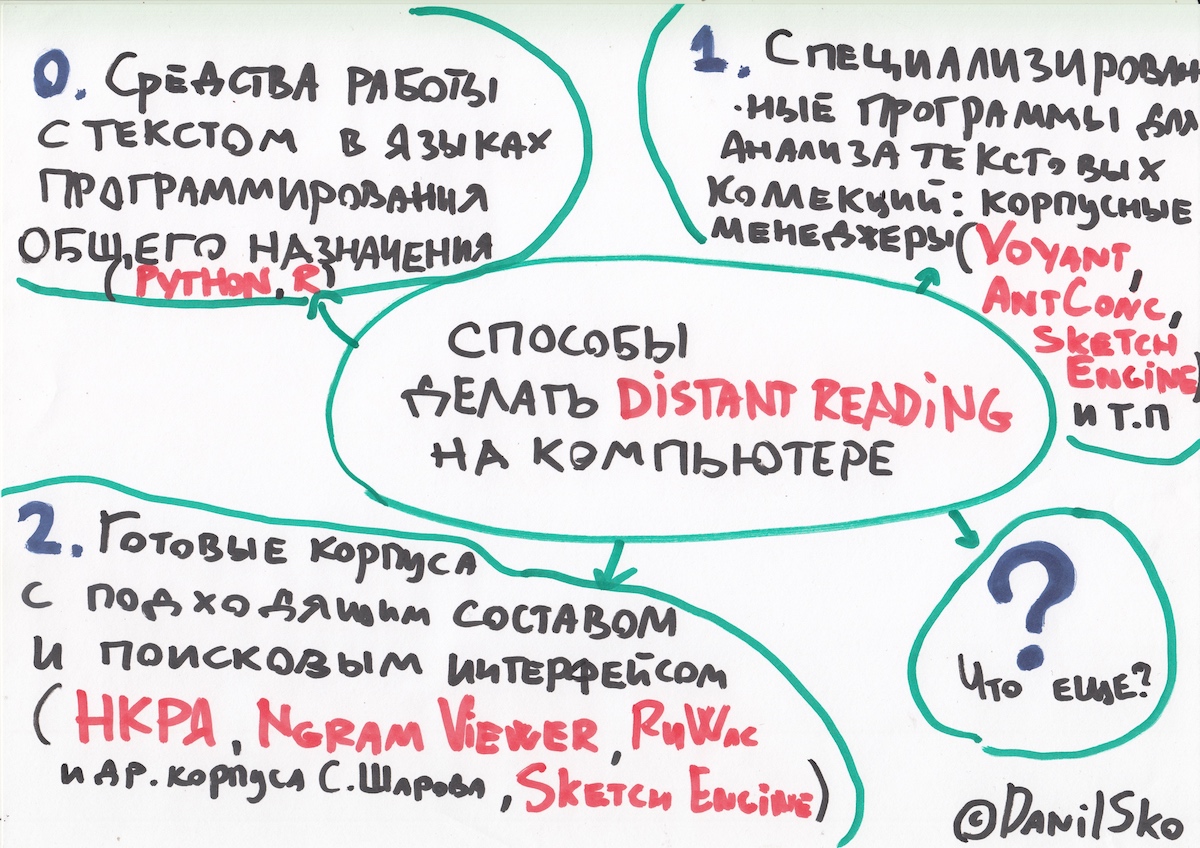 0. Средства работы
с текстом в языках
программирования
общего назначения
(Python, R)
1. Специализирован
-ные программы для
анализа текстовых
коллекций: корпусные
менеджеры (Voyant,
AntConc,
Sketch
Engine)
и т.п
способы
делать Distant Reading
на компьютере
2. Готовые корпуса
с подходящим составом
и поисковым интерфейсом
(НКРЯ, Ngram Viewer, RuWac
и др. корпуса С. Шарова, Sketch Engine)
?
Что еще?
©DanilSko